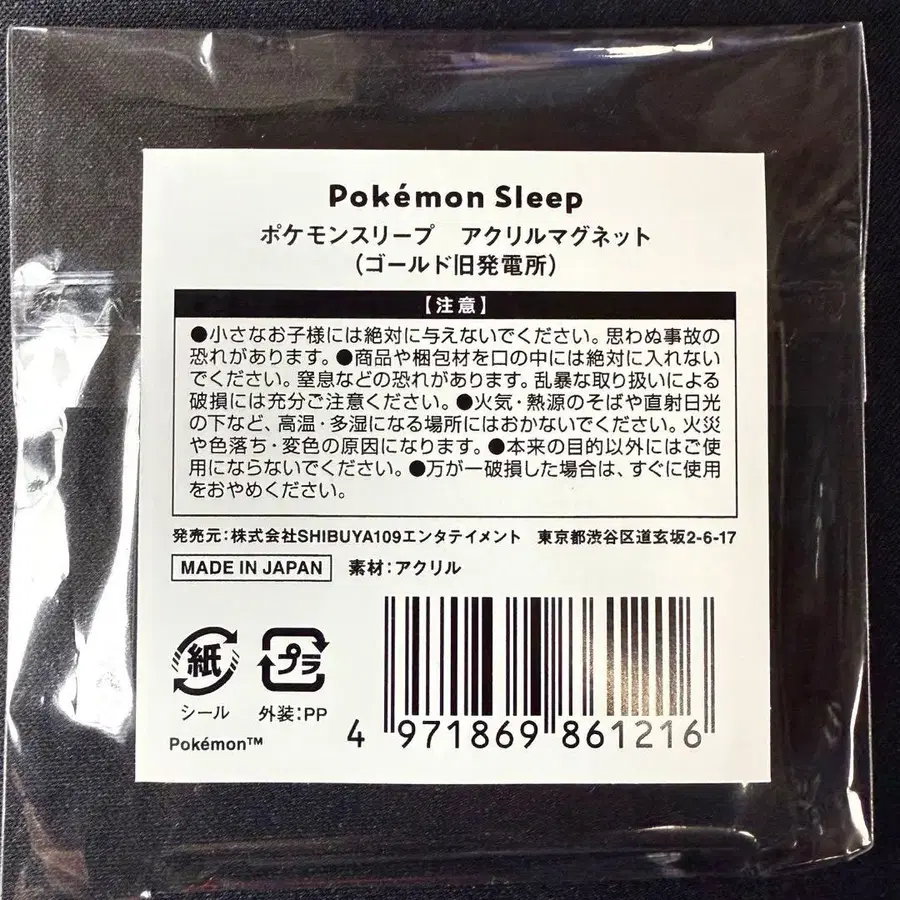 Pokémon Sleep
ポケモンスリープ　アクリルマグネット
（ゴールド旧発電所）
【注意】
●小さなお子様には絶対に与えないでください。思わぬ事故の
恐れがあります。●商品や梱包材を口の中には絶対に入れない
でください。窒息などの恐れがあります。乱暴な取り扱いによる
破損には充分ご注意ください。●火気・熱源のそばや直射日光
の下など、高温・多湿になる場所にはおかないでください。火災
や色落ち・変色の原因になります。●本来の目的以外にはご使
用にならないでください。●万が一破損した場合は、すぐに使用
をおやめください。
発売元：株式会社SHIBUYA109エンタテイメント　東京都渋谷区道玄坂2-6-17
MADE IN JAPAN　素材：アクリル
紙　プラ
シール　外装：PP
Pokémon™
4 971869 861216